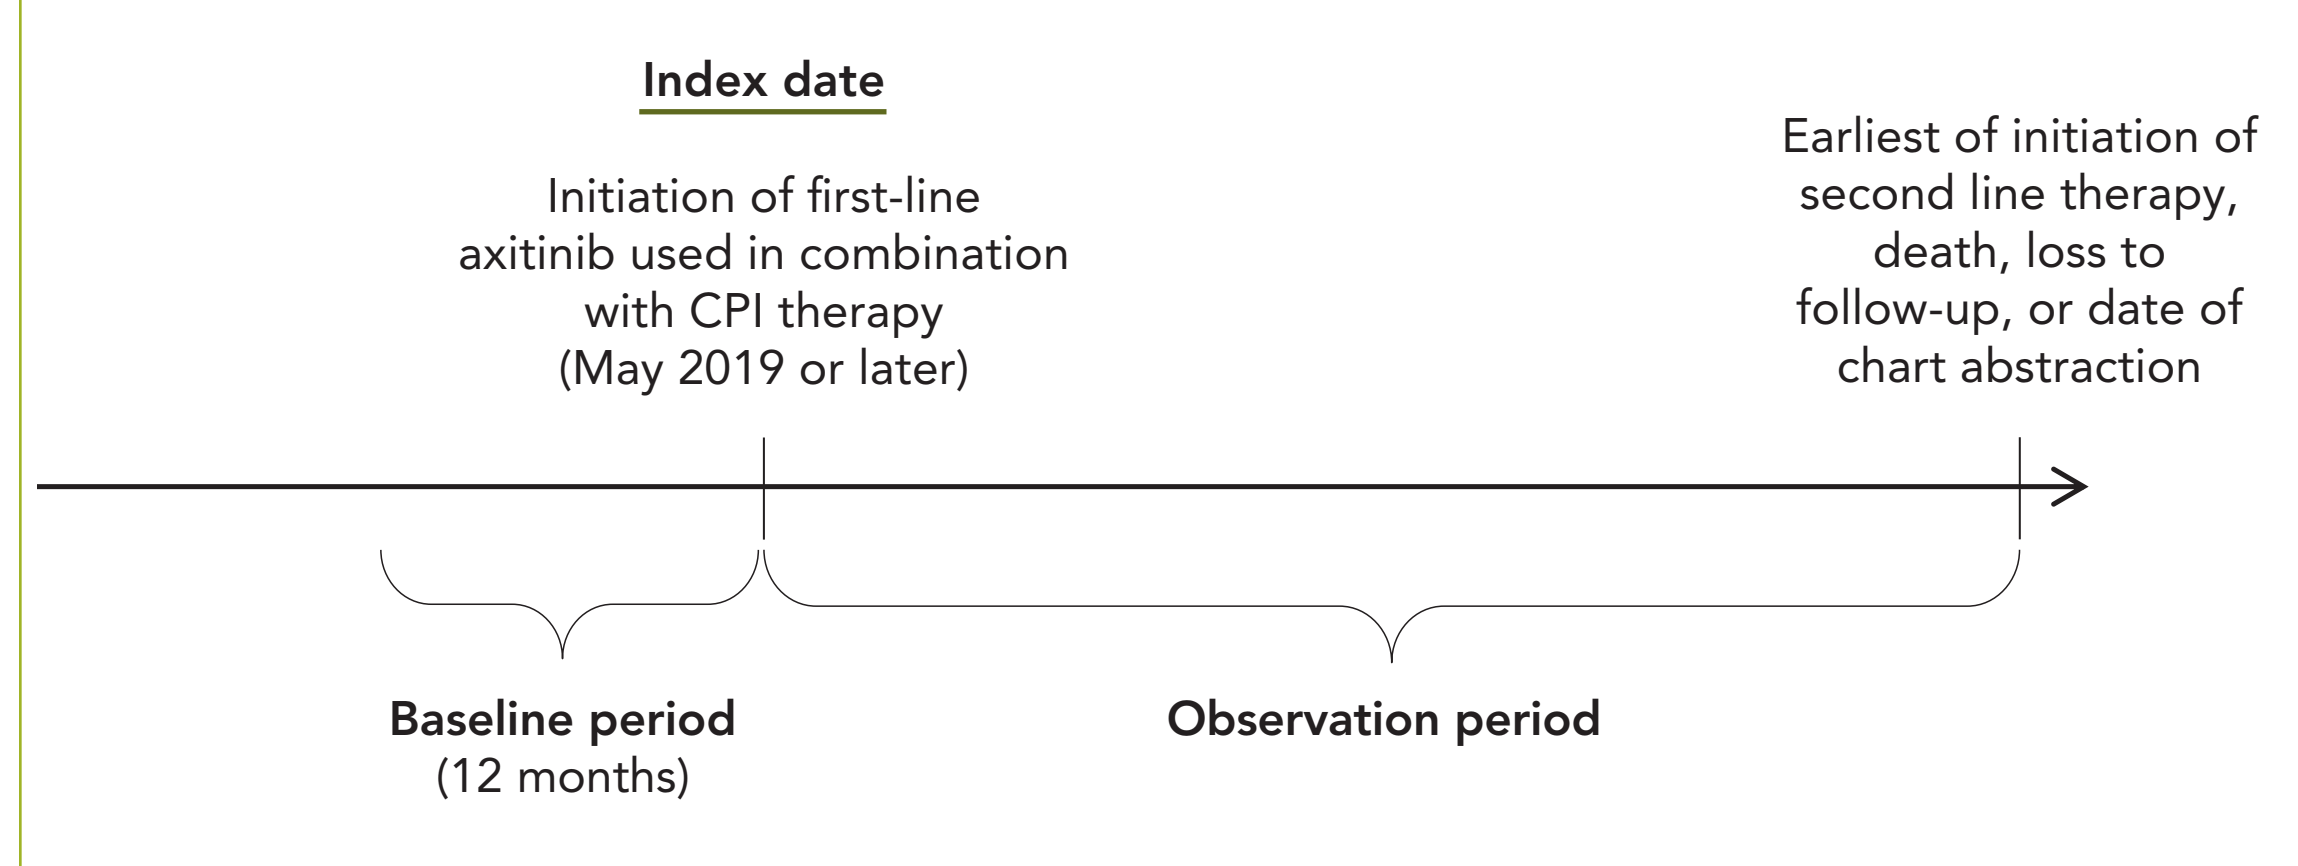 Index date
Initiation of first-line
axitinib used in combination
with CPI therapy
(May 2019 or later)
Earliest of initiation of
second line therapy,
death, loss to
follow-up, or date of
chart abstraction
Baseline period
(12 months)
Observation period